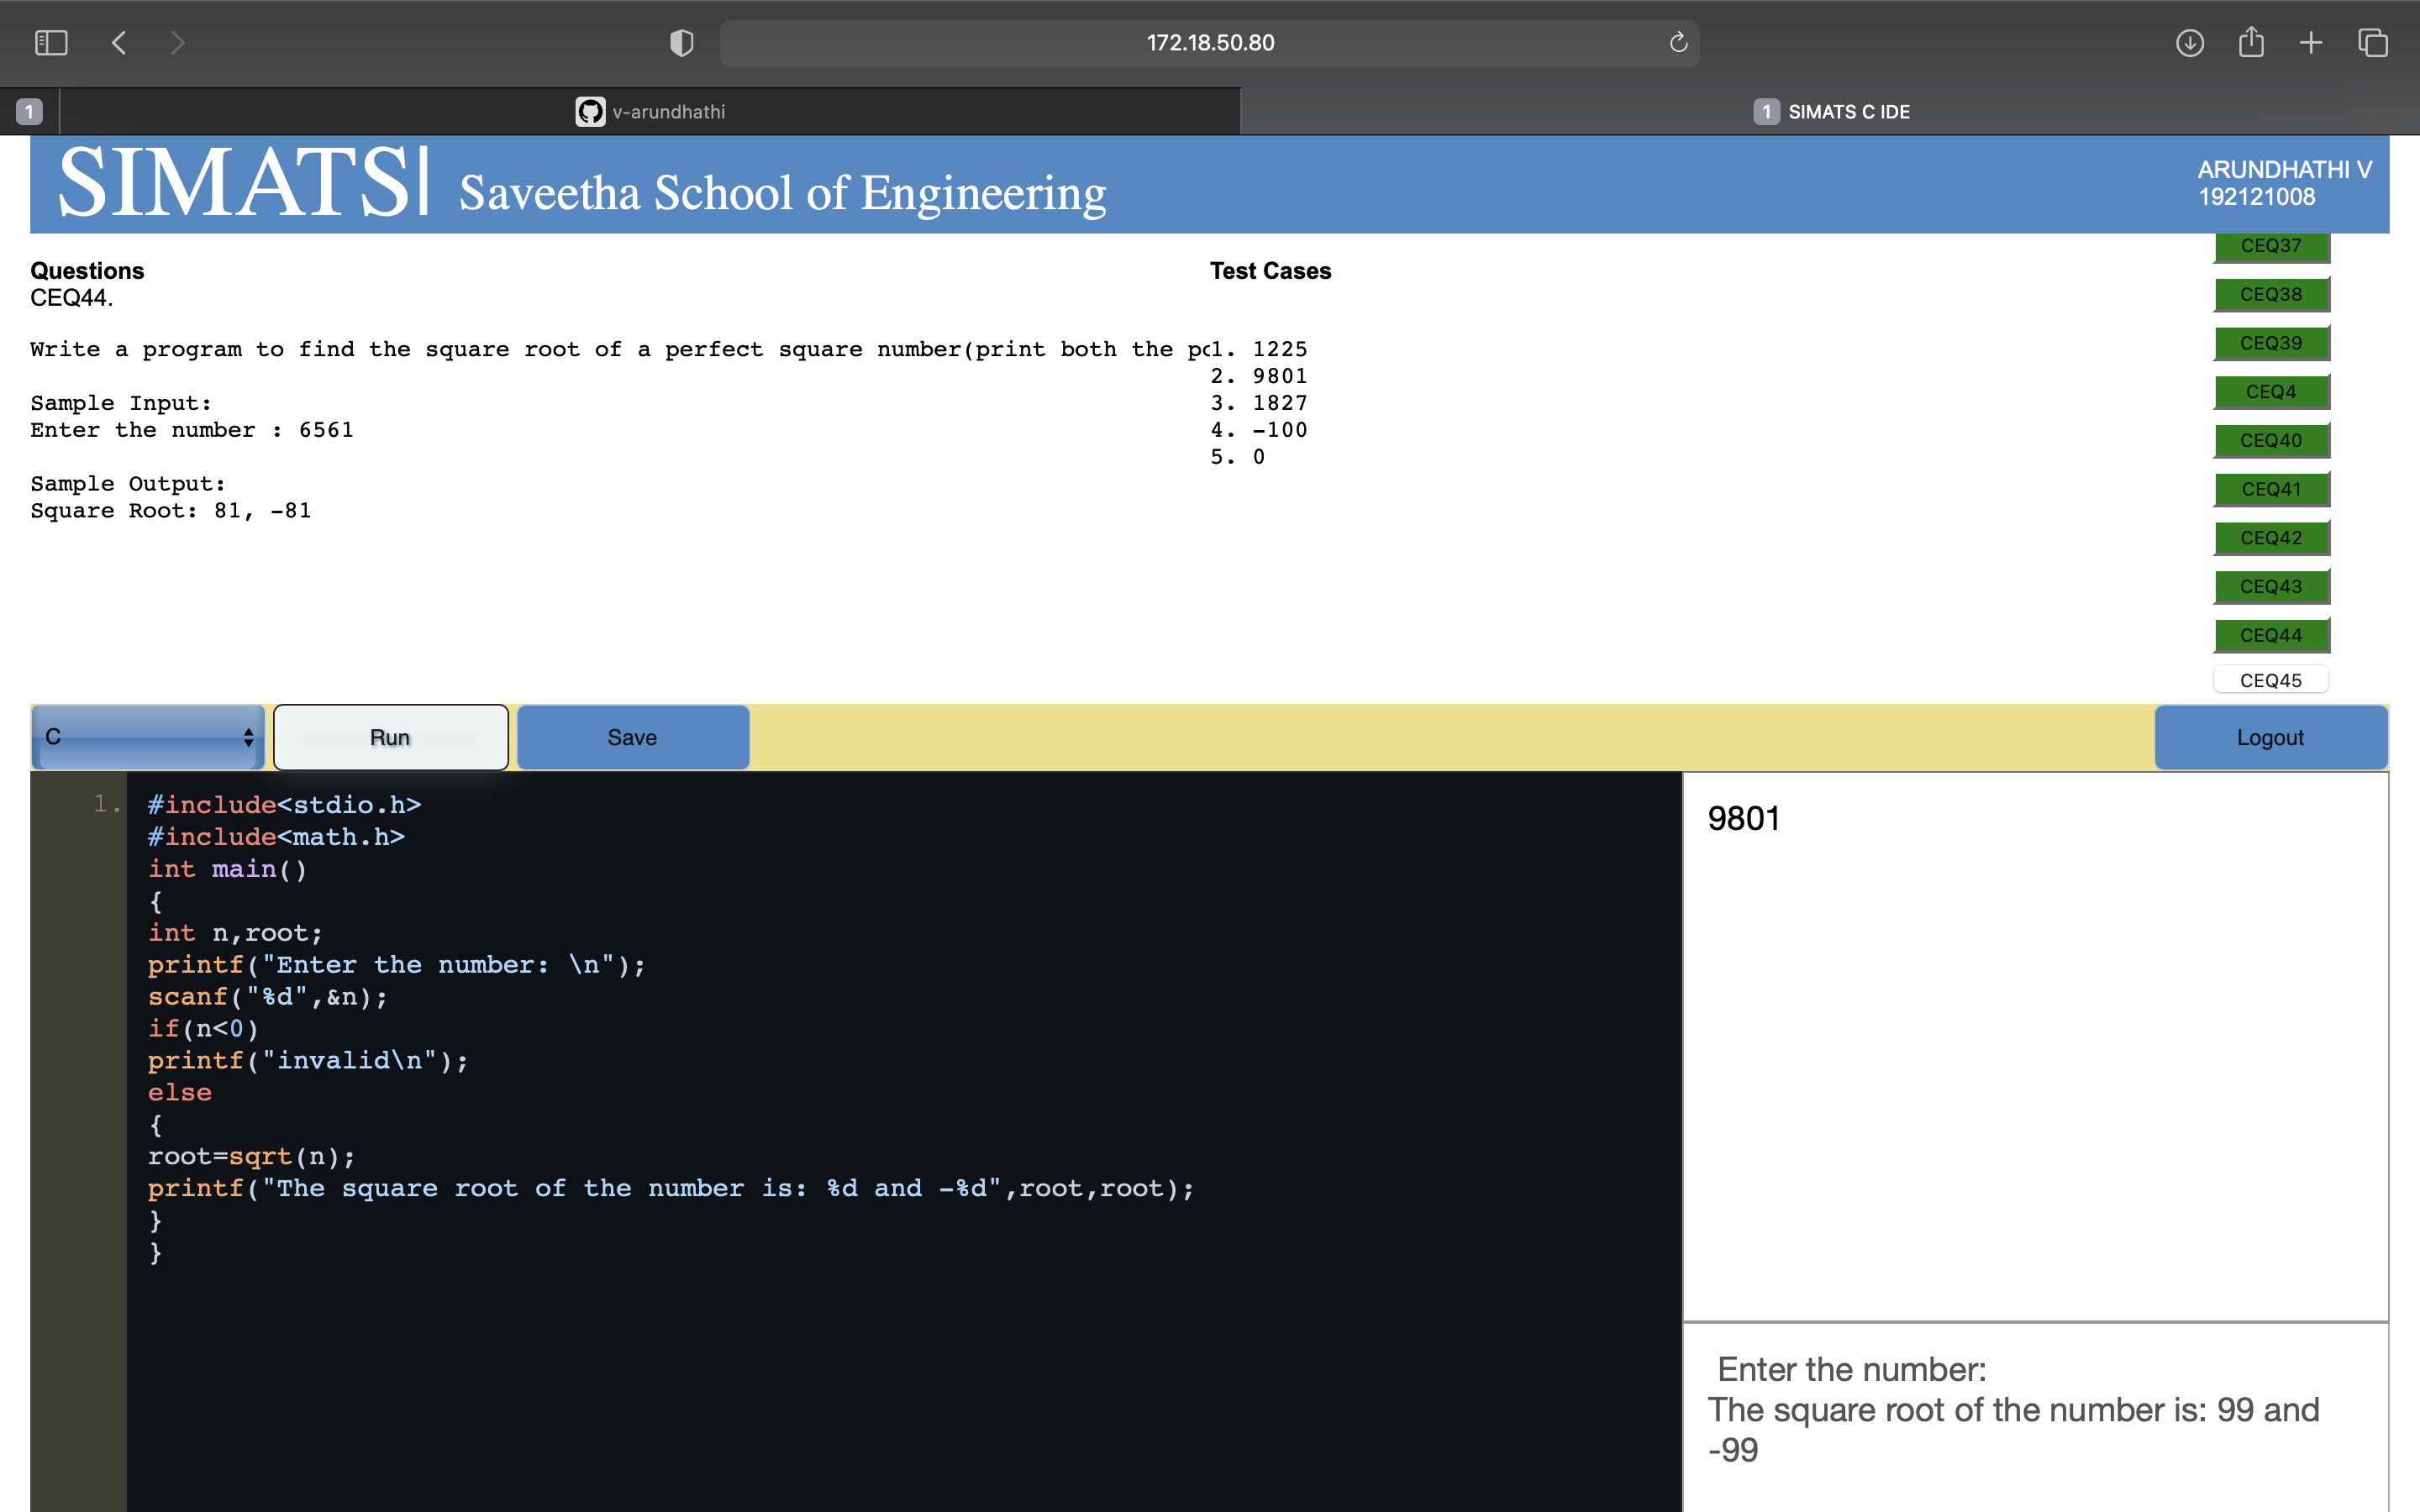 172.18.50.80
1
v-arundhathi
1 SIMATS C IDE
SIMATS| Saveetha School of Engineering
ARUNDHATHI V
192121008
Questions
CEQ44.
Write a program to find the square root of a perfect square number(print both the
Sample Input:
Enter the number : 6561
Sample Output:
Square Root: 81, -81
Test Cases
1. 1225
2. 9801
3. 1827
4. -100
5. 0
CEQ37
CEQ38
CEQ39
CEQ4
CEQ40
CEQ41
CEQ42
CEQ43
CEQ44
CEQ45
C
Run
Save
Logout
1.
#include<stdio.h>
#include<math.h>
int main()
{
int n,root;
printf("Enter the number: \n");
scanf("%d",&n);
if(n<0)
printf("invalid\n");
else
{
root=sqrt(n);
printf("The square root of the number is: %d and -%d",root,root);
}
}
9801
Enter the number:
The square root of the number is: 99 and
-99